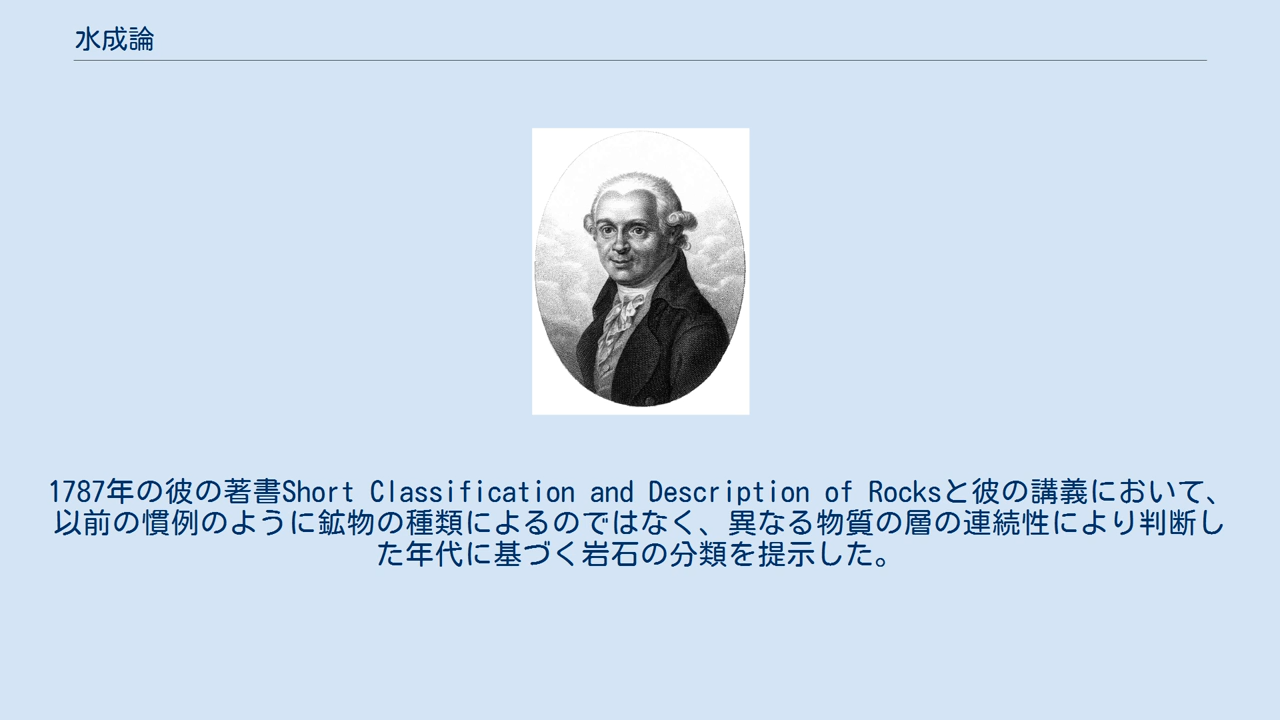 水成論
1787年の彼の著書Short Classification and Description of Rocksと彼の講義において、
以前の慣例のように鉱物の種類によるのではなく、異なる物質の層の連続性により判断し
た年代に基づく岩石の分類を提示した。